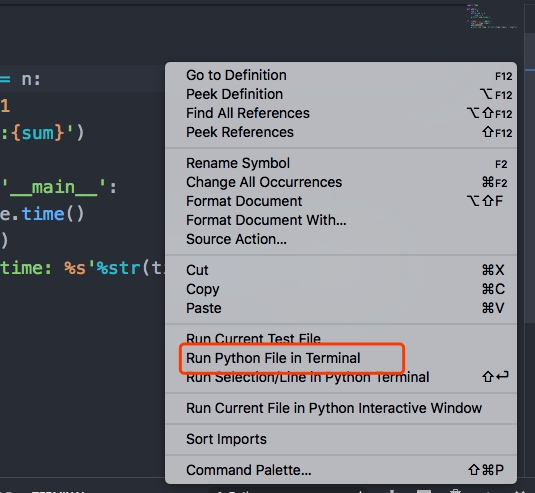 = n:
Go to Definition F12
1
Peek Definition ⌥F12
:{sum}')
Find All References ⌥⇧F12
Peek References ⇧F12
Rename Symbol F2
'__main__':
Change All Occurrences ⌘F2
e.time()
Format Document ⌥⇧F
)
Format Document With...
Source Action...
time: %s'%str(t
Cut ⌘X
Copy ⌘C
Paste ⌘V
Run Current Test File
Run Python File in Terminal
Run Selection/Line in Python Terminal ⇧⏎
Run Current File in Python Interactive Window
Sort Imports
Command Palette... ⇧⌘P
TERMINAL